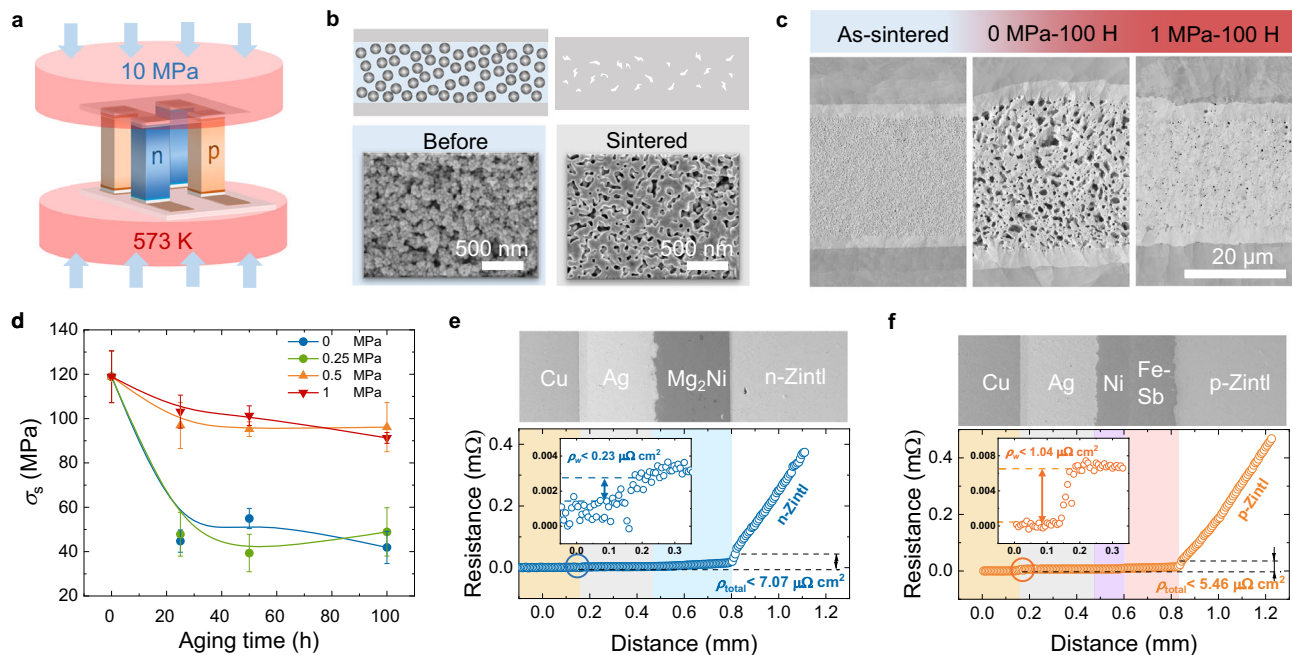 a
10 MPa
n
p
573 K
b
Before
Sintered
500 nm
500 nm
c
As-sintered
0 MPa-100 H
1 MPa-100 H
20 μm
d
140
120
100
80
60
40
20
0
20
40
60
80
100
σs (MPa)
Aging time (h)
0 MPa
0.25 MPa
0.5 MPa
1 MPa
e
Cu
Ag
Mg2Ni
n-Zintl
Resistance (mΩ)
0.4
0.2
0.0
0.004
0.002
0.000
0.0 0.1 0.2 0.3
ρw< 0.23 μΩ cm2
n-Zintl
ρtotal< 7.07 μΩ cm2
0.0 0.2 0.4 0.6 0.8 1.0 1.2
Distance (mm)
f
Cu
Ag
Ni
Fe-
Sb
p-Zintl
Resistance (mΩ)
0.4
0.2
0.0
0.012
0.008
0.004
0.000
0.0 0.1 0.2 0.3
ρw< 1.04 μΩ cm2
p-Zintl
ρtotal< 5.46 μΩ cm2
0.0 0.2 0.4 0.6 0.8 1.0 1.2
Distance (mm)